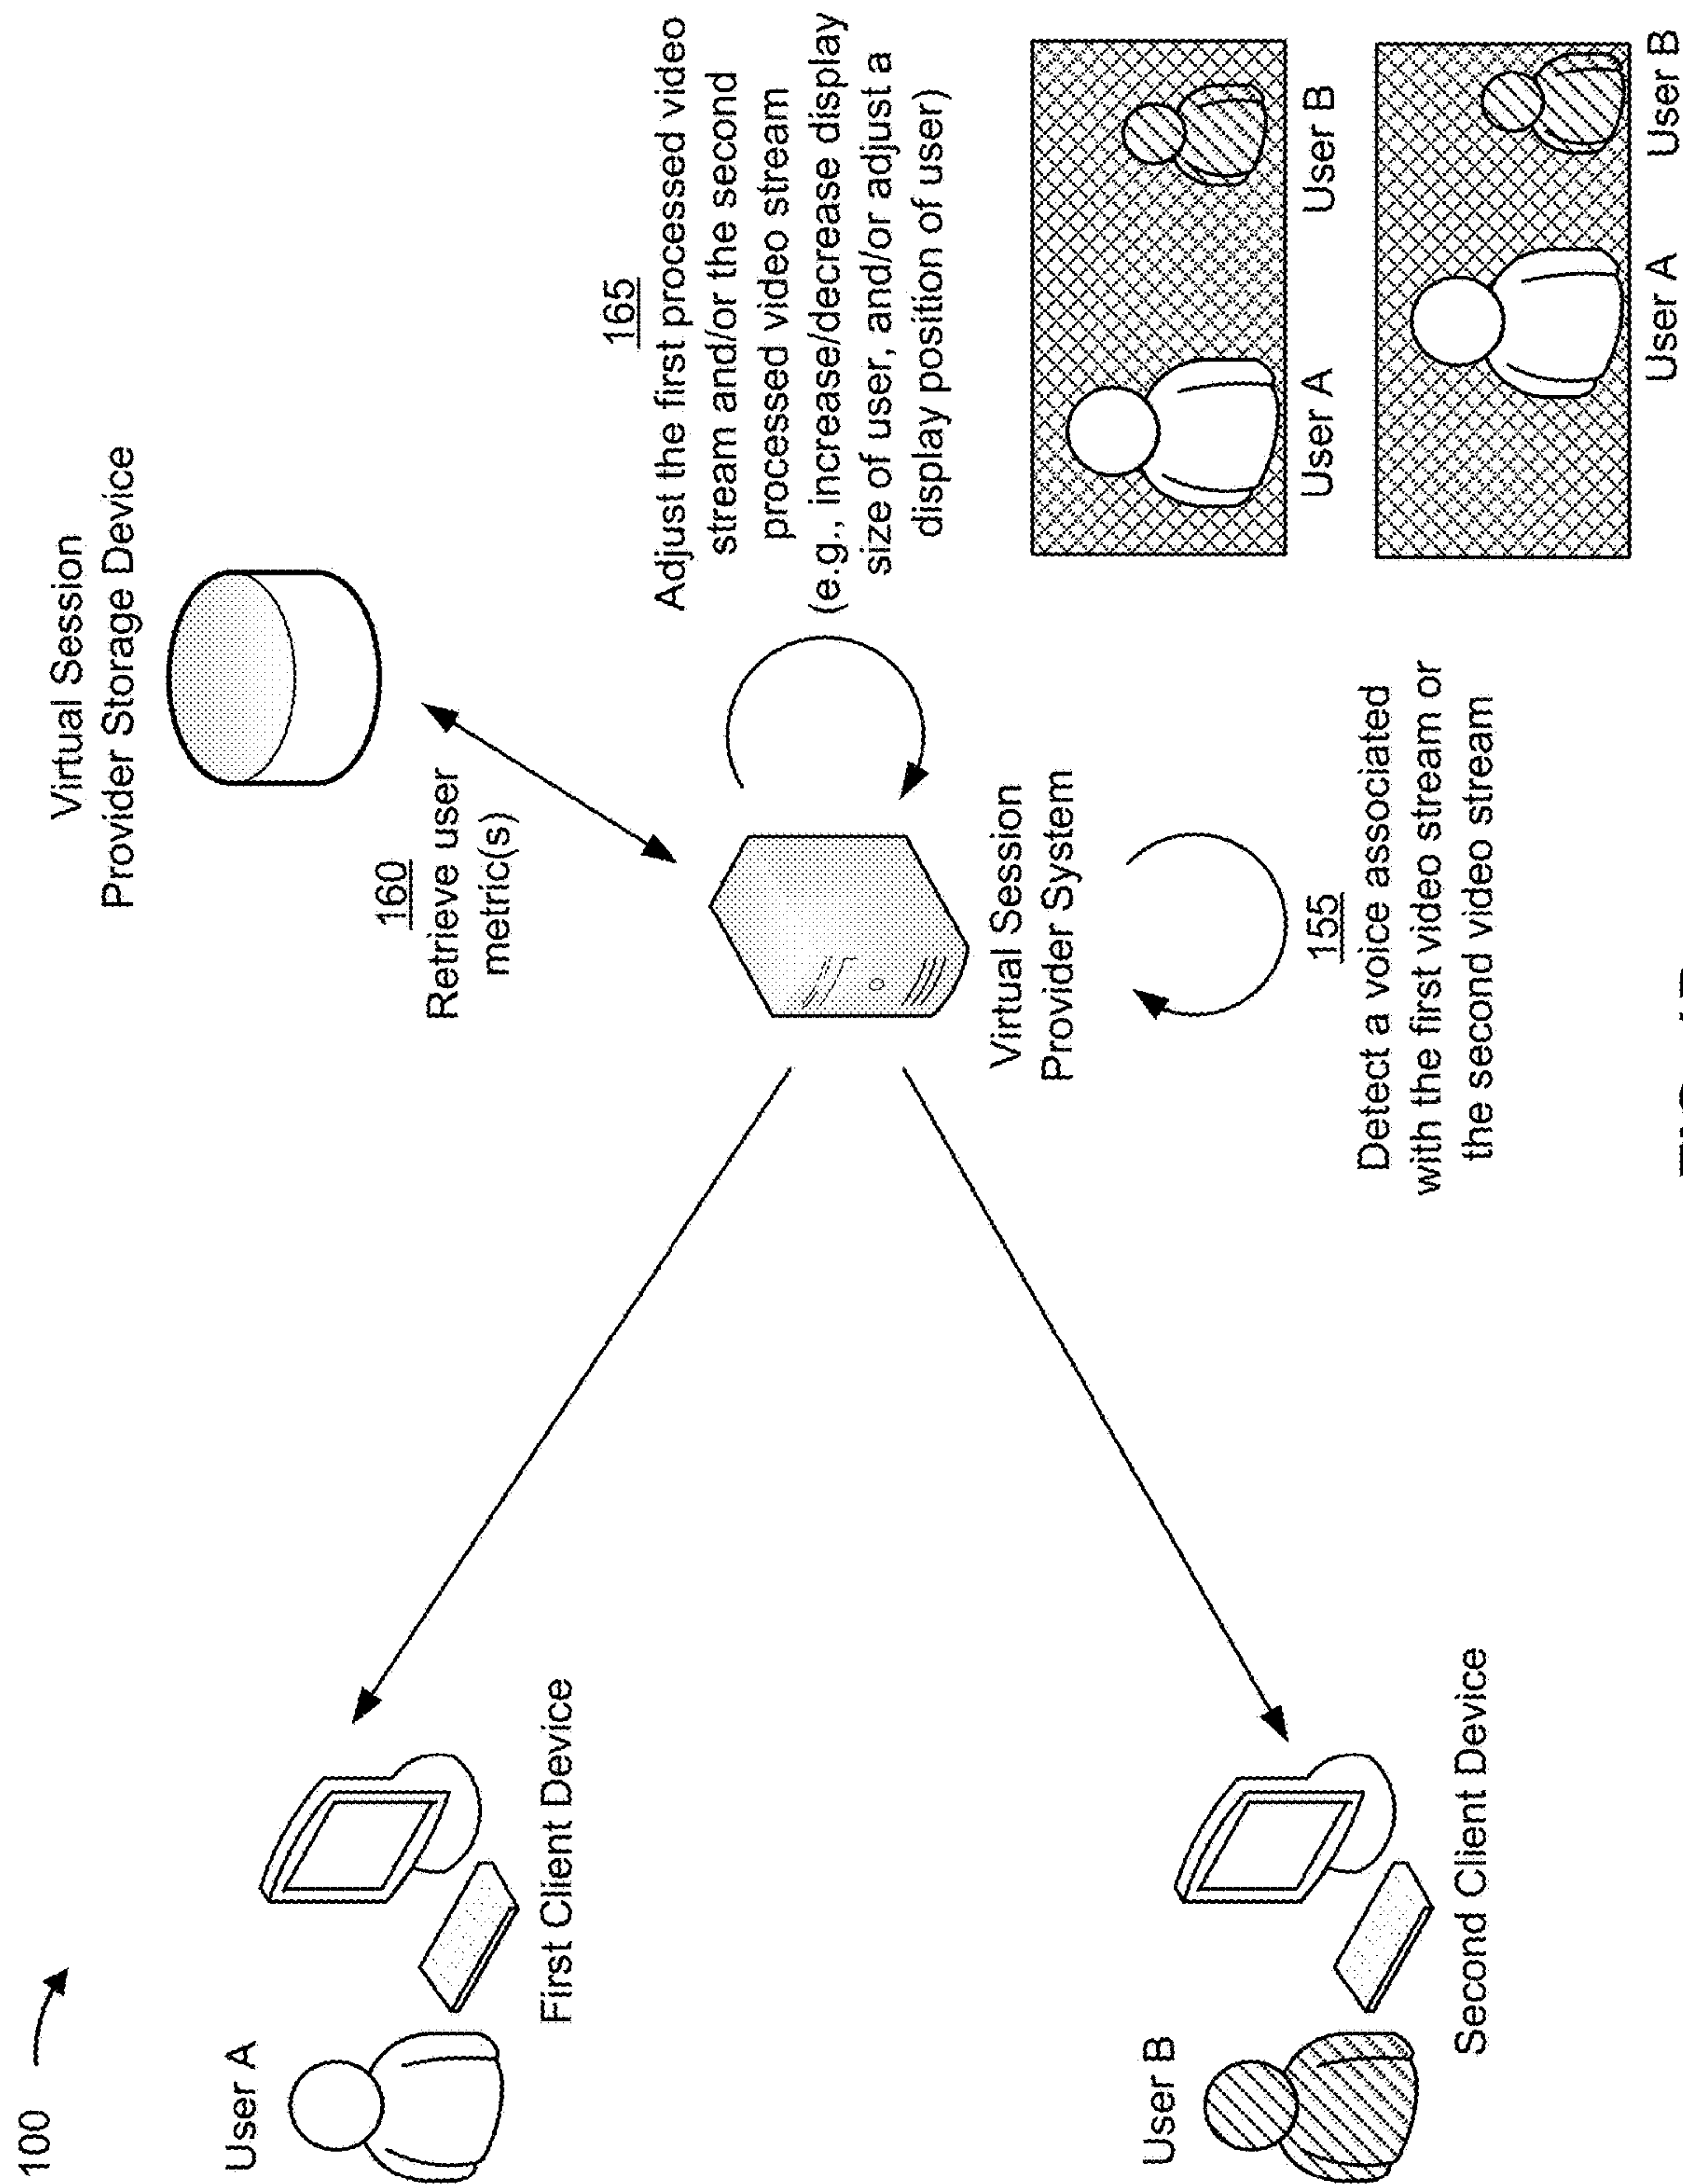 100
User A
First Client Device
User B
Second Client Device
Virtual Session
Provider Storage Device
160
Retrieve user
metric(s)
Virtual Session
Provider System
155
Detect a voice associated
with the first video stream or
the second video stream
165
Adjust the first processed video
stream and/or the second
processed video stream
(e.g., increase/decrease display
size of user, and/or adjust a
display position of user)
User A
User B
User A
User B